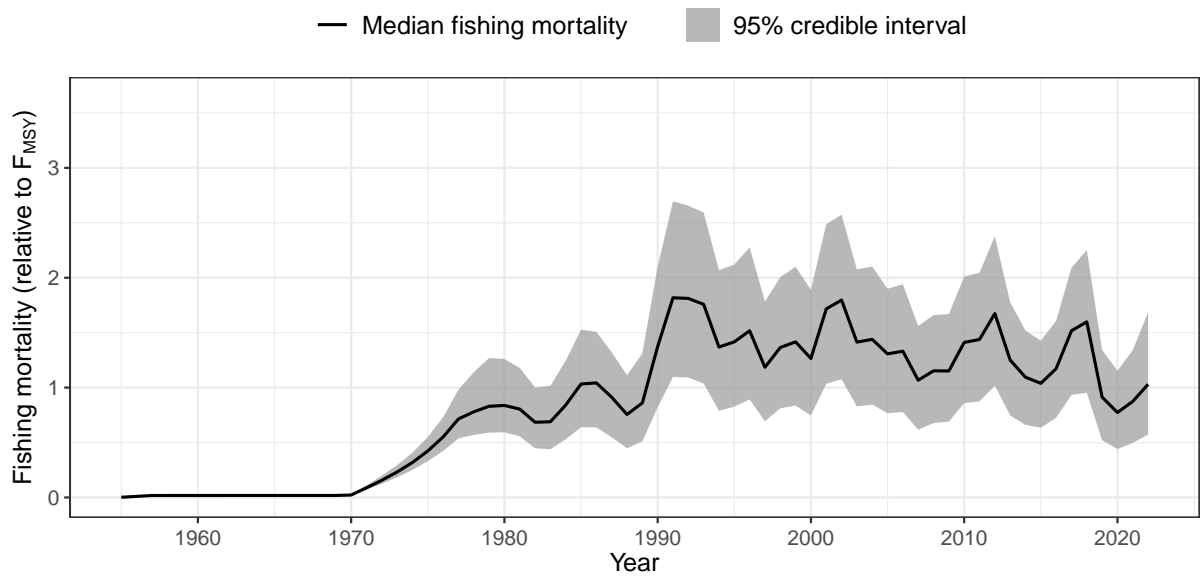 Median fishing mortality 95% credible interval
Fishing mortality (relative to FMSY)
3
2
1
0
1960 1970 1980 1990 2000 2010 2020
Year